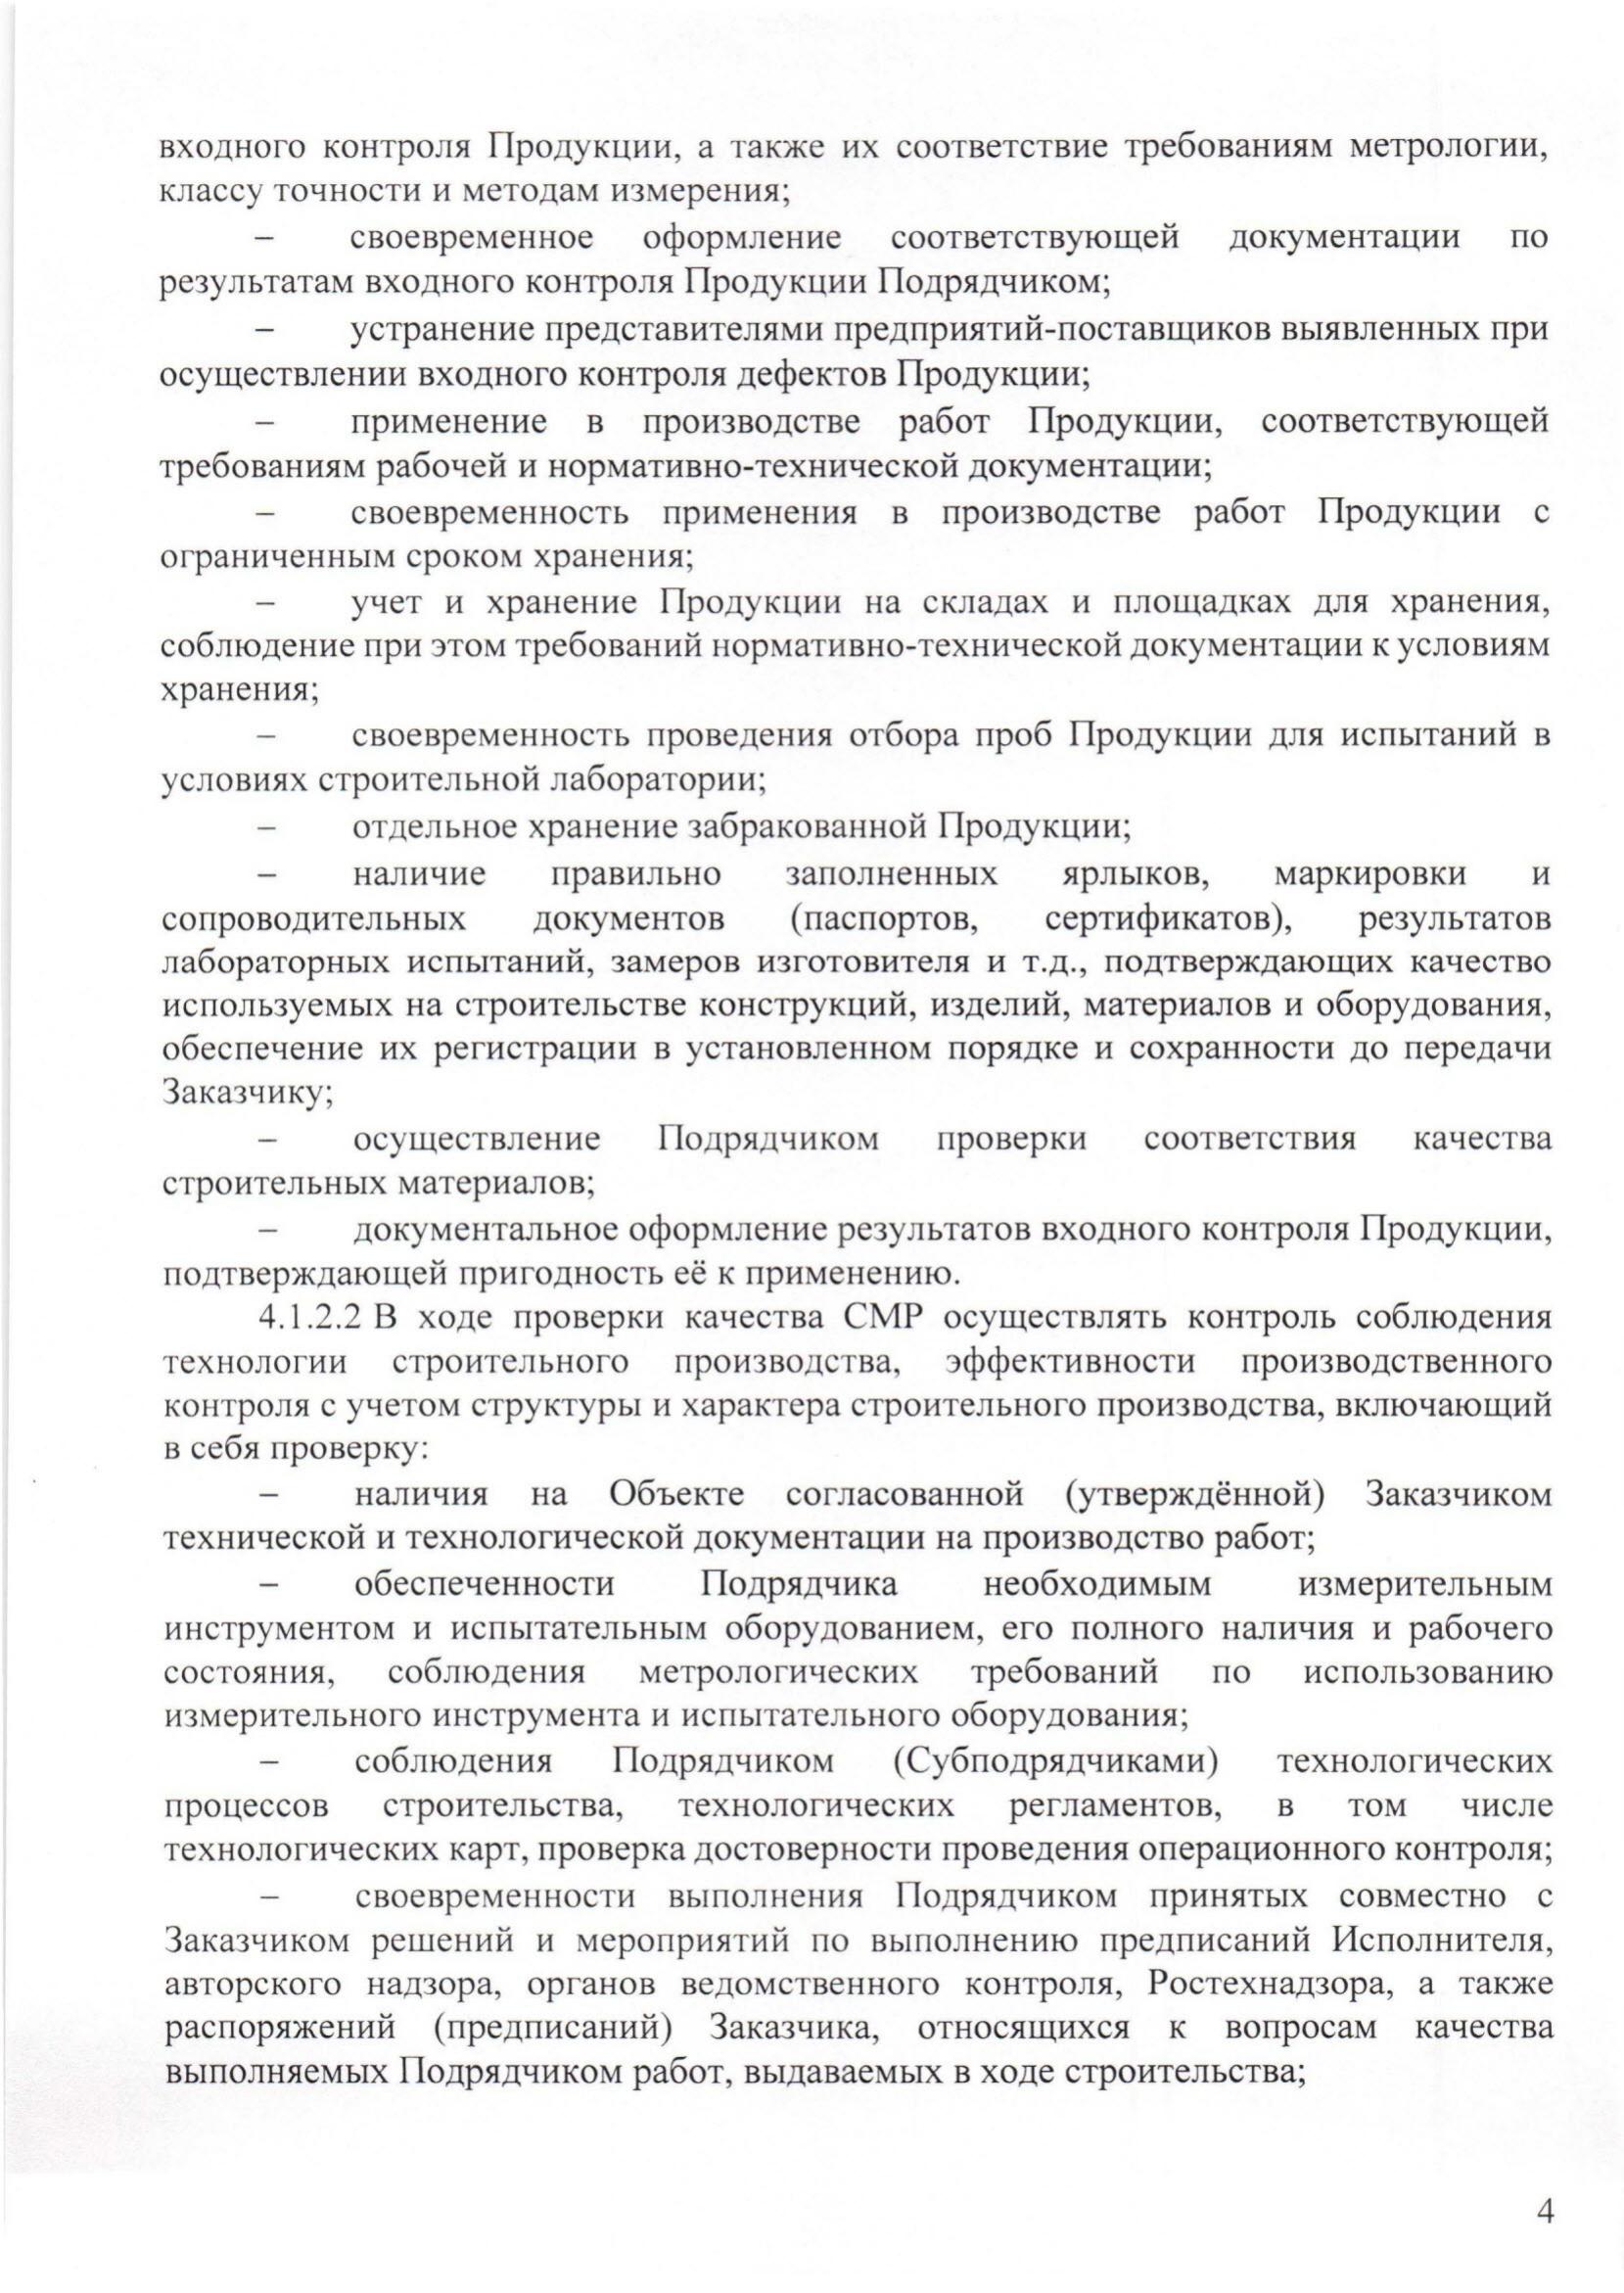 входного контроля Продукции, а также их соответствие требованиям метрологии,
классу точности и методам измерения;
– своевременное оформление соответствующей документации по
результатам входного контроля Продукции Подрядчиком;
– устранение представителями предприятий-поставщиков выявленных при
осуществлении входного контроля дефектов Продукции;
– применение в производстве работ Продукции, соответствующей
требованиям рабочей и нормативно-технической документации;
– своевременность применения в производстве работ Продукции с
ограниченным сроком хранения;
– учет и хранение Продукции на складах и площадках для хранения,
соблюдение при этом требований нормативно-технической документации к условиям
хранения;
– своевременность проведения отбора проб Продукции для испытаний в
условиях строительной лаборатории;
– отдельное хранение забракованной Продукции;
– наличие правильно заполненных ярлыков, маркировки и
сопроводительных документов (паспортов, сертификатов), результатов
лабораторных испытаний, замеров изготовителя и т.д., подтверждающих качество
используемых на строительстве конструкций, изделий, материалов и оборудования,
обеспечение их регистрации в установленном порядке и сохранности до передачи
Заказчику;
– осуществление Подрядчиком проверки соответствия качества
строительных материалов;
– документальное оформление результатов входного контроля Продукции,
подтверждающей пригодность её к применению.
4.1.2.2 В ходе проверки качества СМР осуществлять контроль соблюдения
технологии строительного производства, эффективности производственного
контроля с учетом структуры и характера строительного производства, включающий
в себя проверку:
– наличия на Объекте согласованной (утверждённой) Заказчиком
технической и технологической документации на производство работ;
– обеспеченности Подрядчика необходимым измерительным
инструментом и испытательным оборудованием, его полного наличия и рабочего
состояния, соблюдения метрологических требований по использованию
измерительного инструмента и испытательного оборудования;
– соблюдения Подрядчиком (Субподрядчиками) технологических
процессов строительства, технологических регламентов, в том числе
технологических карт, проверка достоверности проведения операционного контроля;
– своевременности выполнения Подрядчиком принятых совместно с
Заказчиком решений и мероприятий по выполнению предписаний Исполнителя,
авторского надзора, органов ведомственного контроля, Ростехнадзора, а также
распоряжений (предписаний) Заказчика, относящихся к вопросам качества
выполняемых Подрядчиком работ, выдаваемых в ходе строительства;
4